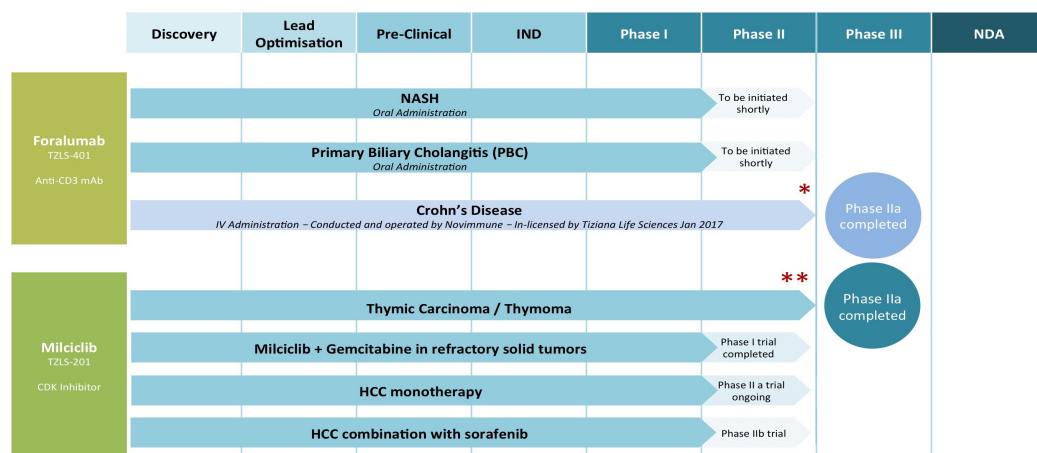 Discovery
Lead
Optimisation
Pre-Clinical
IND
Phase I
Phase II
Phase III
NDA
Foralumab
TZLS-401
Anti-CD3 mAb
NASH
Oral Administration
To be initiated
shortly
Primary Biliary Cholangitis (PBC)
Oral Administration
To be initiated
shortly
*
Crohn's Disease
IV Administration – Conducted and operated by Novimmune – In-licensed by Tiziana Life Sciences Jan 2017
Phase IIa
completed
Milciclib
TZLS-201
CDK Inhibitor
**
Thymic Carcinoma / Thymoma
Phase IIa
completed
Milciclib + Gemcitabine in refractory solid tumors
Phase I trial
completed
HCC monotherapy
Phase II a trial
ongoing
HCC combination with sorafenib
Phase IIb trial